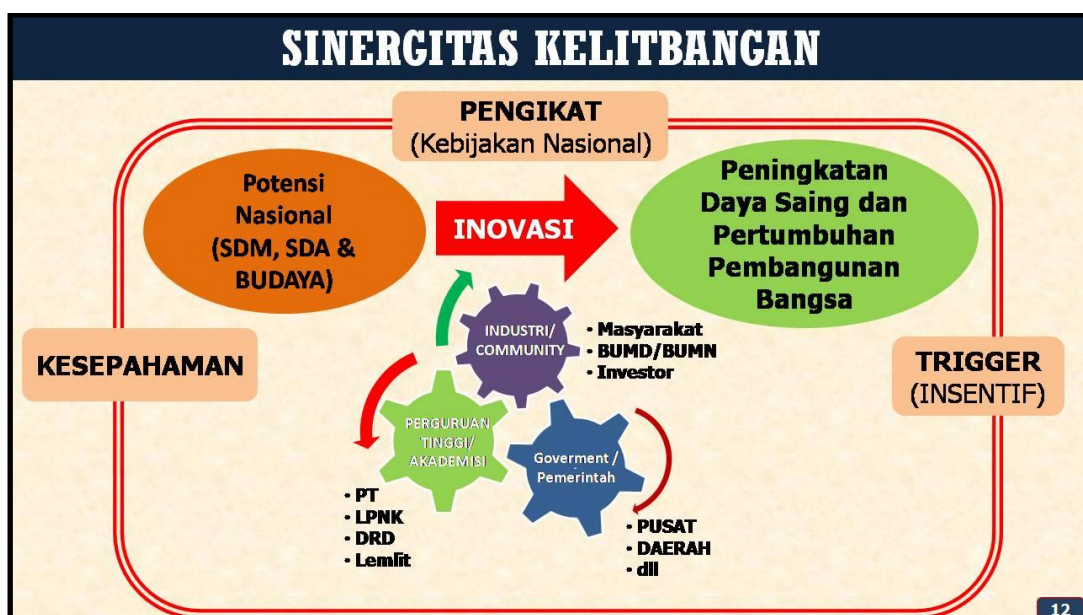 SINERGITAS KELITBANGAN
PENGIKAT
(Kebijakan Nasional)
Potensi
Nasional
(SDM, SDA &
BUDAYA)
INOVASI
Peningkatan
Daya Saing dan
Pertumbuhan
Pembangunan
Bangsa
KESEPAHAMAN
INDUSTRI/
COMMUNITY
• Masyarakat
• BUMD/BUMN
• Investor
TRIGGER
(INSENTIF)
PERGURUAN
TINGGI/
AKADEMISI
Goverment /
Pemerintah
• PT
• LPNK
• DRD
• Lemlit
• PUSAT
• DAERAH
• dll
12